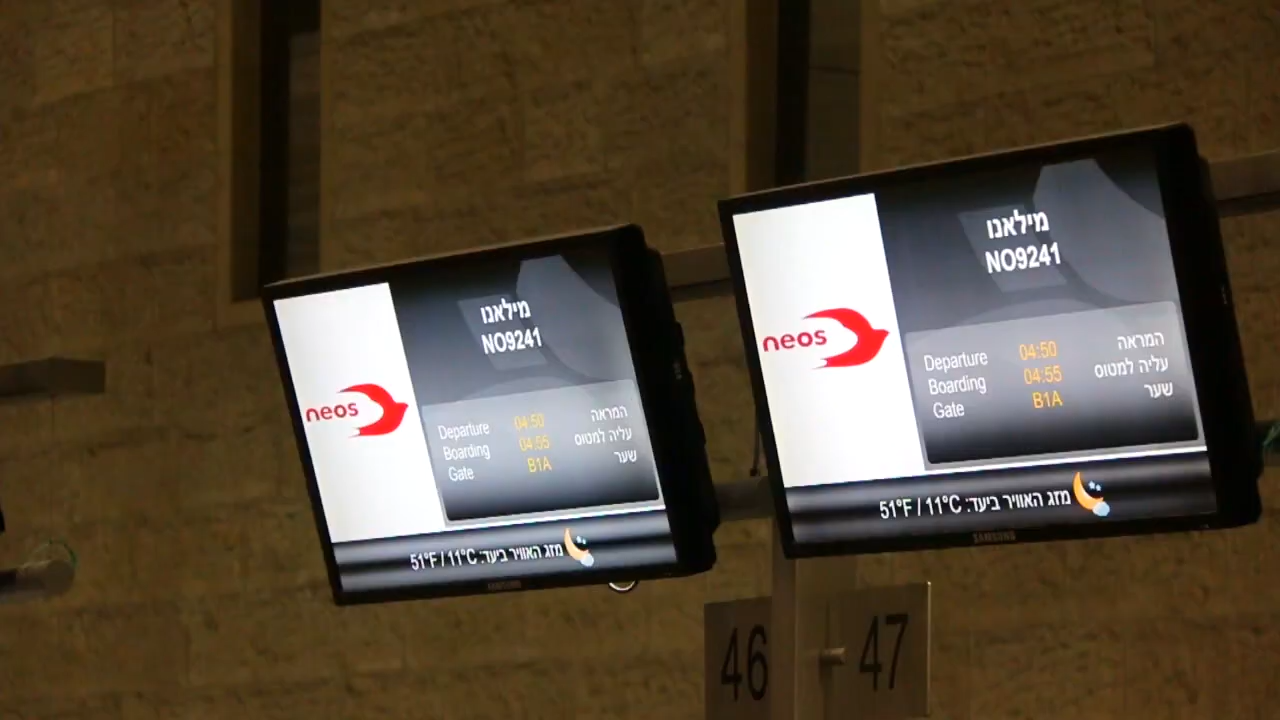 neos
מילאנו
NO9241
Departure 04:50 המראה
Boarding 04:55 עליה למטוס
Gate B1A שער
מזג האוויר ביעד: 51°F / 11°C
SAMSUNG
neos
מילאנו
NO9241
Departure 04:50 המראה
Boarding 04:55 עליה למטוס
Gate B1A שער
מזג האוויר ביעד: 51°F / 11°C
SAMSUNG
46
47